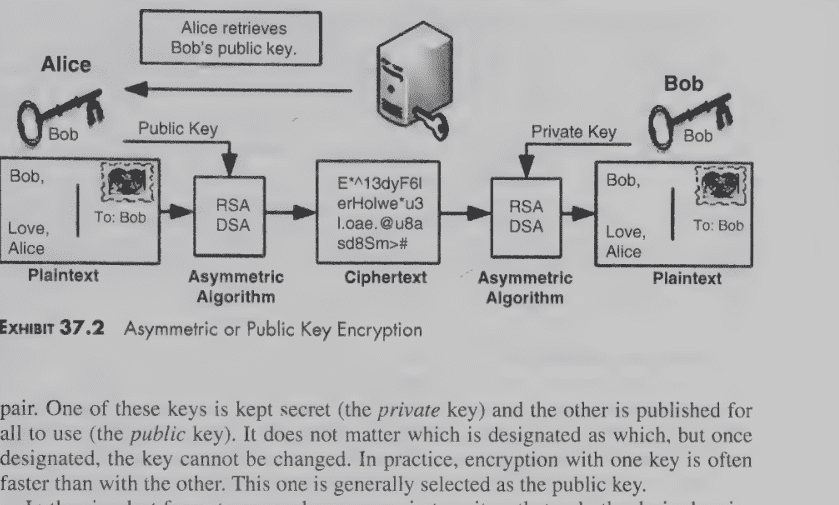 Alice retrieves
Bob's public key.
Alice
Bob
Bob
Public Key
Private Key
Bob
Bob,
To: Bob
Love,
Alice
RSA
DSA
E*^13dyF6l
erHolwe*u3
l.oae.@u8a
sd8Sm>#
RSA
DSA
Bob,
To: Bob
Love,
Alice
Plaintext
Asymmetric
Algorithm
Ciphertext
Asymmetric
Algorithm
Plaintext
EXHIBIT 37.2 Asymmetric or Public Key Encryption
pair. One of these keys is kept secret (the private key) and the other is published for
all to use (the public key). It does not matter which is designated as which, but once
designated, the key cannot be changed. In practice, encryption with one key is often
faster than with the other. This one is generally selected as the public key.